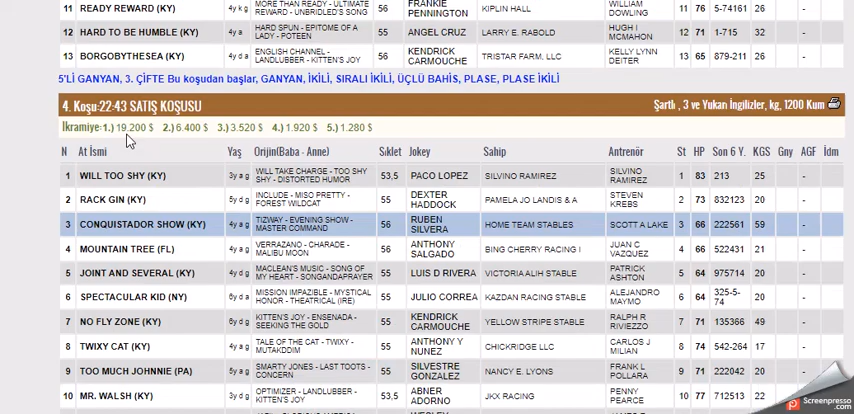 11 READY REWARD (KY) 4y k g MORE THAN READY - ULTIMATE REWARD - UNBRIDLED'S SONG 56 FRANKIE PENNINGTON KIPLIN HALL WILLIAM DOWLING 11 76 5-74161 26
12 HARD TO BE HUMBLE (KY) 4y d g HARD SPUN - EPITOME OF A LADY - POTEEN 55 ANGEL CRUZ LARRY E. RABOLD HUGH I MCMAHON 12 71 1-715 32
13 BORGOBYTHESEA (KY) 4y d a ENGLISH CHANNEL - LANDLUBBER - KITTEN'S JOY 56 KENDRICK CARMOUCHE TRISTAR FARM, LLC KELLY LYNN DEITER 13 65 879-211 26
5'Lİ GANYAN, 3. ÇİFTE Bu koşudan başlar, GANYAN, İKİLİ, SIRALI İKİLİ, ÜÇLÜ BAHİS, PLASE, PLASE İKİLİ
4. Koşu:22:43 SATIŞ KOŞUSU Şartlı , 3 ve Yukarı İngilizler, kg, 1200 Kum
İkramiye:1.) 19.200 $ 2.) 6.400 $ 3.) 3.520 $ 4.) 1.920 $ 5.) 1.280 $
N At İsmi Yaş Orijin(Baba - Anne) Sıklet Jokey Sahip Antrenör St HP Son 6 Y. KGS Gny AGF İdm
1 WILL TOO SHY (KY) 3y a g WILL TAKE CHARGE - TOO SHY SHY - DISTORTED HUMOR 53,5 PACO LOPEZ SILVINO RAMIREZ SILVINO RAMIREZ 1 83 213 25 -
2 RACK GIN (KY) 5y d g INCLUDE - MISO PRETTY - FOREST WILDCAT 55 DEXTER HADDOCK PAMELA JO LANDIS & A STEVEN KREBS 2 73 832123 20 -
3 CONQUISTADOR SHOW (KY) 4y a g TIZWAY - EVENING SHOW - MASTER COMMAND 56 RUBEN SILVERA HOME TEAM STABLES SCOTT A LAKE 3 66 222561 59 -
4 MOUNTAIN TREE (FL) 4y a g VERRAZANO - CHARADE - MALIBU MOON 56 ANTHONY SALGADO BING CHERRY RACING I JUAN C VAZQUEZ 4 66 522431 21 -
5 JOINT AND SEVERAL (KY) 4y d g MACLEAN'S MUSIC - SONG OF MY HEART - SONGANDAPRAYER 55 LUIS D RIVERA VICTORIA ALIH STABLE PATRICK ASHTON 5 64 975714 20 -
6 SPECTACULAR KID (NY) 6y d a MISSION IMPAZIBLE - MYSTICAL HONOR - THEATRICAL (IRE) 55 JULIO CORREA KAZDAN RACING STABLE ALEJANDRO MAYMO 6 64 325-5-74 20 -
7 NO FLY ZONE (KY) 6y d g KITTEN'S JOY - ENSENADA - SEEKING THE GOLD 55 KENDRICK CARMOUCHE YELLOW STRIPE STABLE RALPH R RIVIEZZO 7 71 135366 49 -
8 TWIXY CAT (KY) 4y a g TALE OF THE CAT - TWIXY - MUTAKDDIM 55 ANTHONY Y NUNEZ CHICKRIDGE LLC CARLOS J MILIAN 8 74 542-264 17 -
9 TOO MUCH JOHNNIE (PA) 5y a g SMARTY JONES - LAST TOOTS - CONCERN 55 SILVESTRE GONZALEZ NANCY E. LYONS FRANK L POLLARA 9 71 222042 20 -
10 MR. WALSH (KY) 3y d g OPTIMIZER - LANDLUBBER - KITTEN'S JOY 53,5 ABNER ADORNO JKX RACING 10 77 712513 22 -
Screenpresso
.com